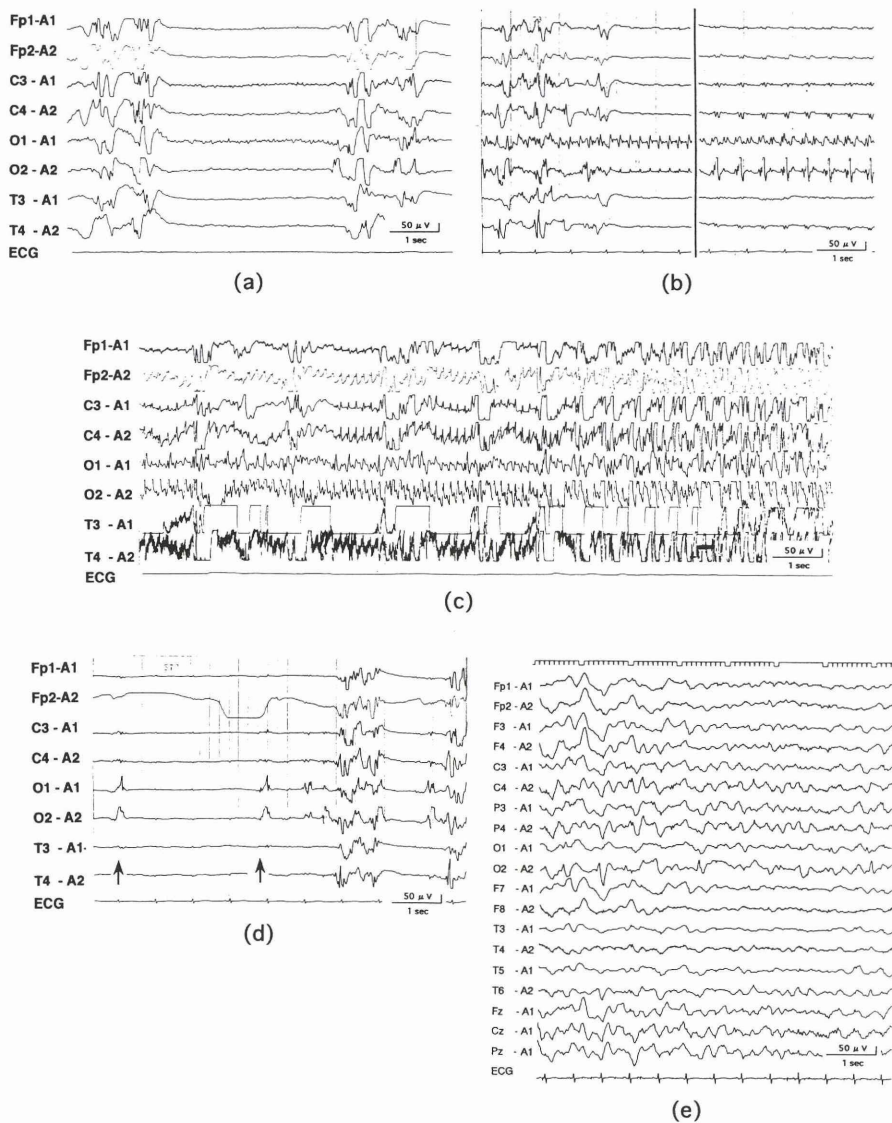 Fp1-A1
Fp2-A2
C3 - A1
C4 - A2
O1 - A1
O2 - A2
T3 - A1
T4 - A2
ECG
50 μV
1 sec
(a)
50 μV
1 sec
(b)
Fp1-A1
Fp2-A2
C3 - A1
C4 - A2
O1 - A1
O2 - A2
T3 - A1
T4 - A2
ECG
50 μV
1 sec
(c)
Fp1-A1
Fp2-A2
C3 - A1
C4 - A2
O1 - A1
O2 - A2
T3 - A1
T4 - A2
ECG
50 μV
1 sec
(d)
Fp1 - A1
Fp2 - A2
F3 - A1
F4 - A2
C3 - A1
C4 - A2
P3 - A1
P4 - A2
O1 - A1
O2 - A2
F7 - A1
F8 - A2
T3 - A1
T4 - A2
T5 - A1
T6 - A2
Fz - A1
Cz - A1
Pz - A1
ECG
50 μV
1 sec
(e)